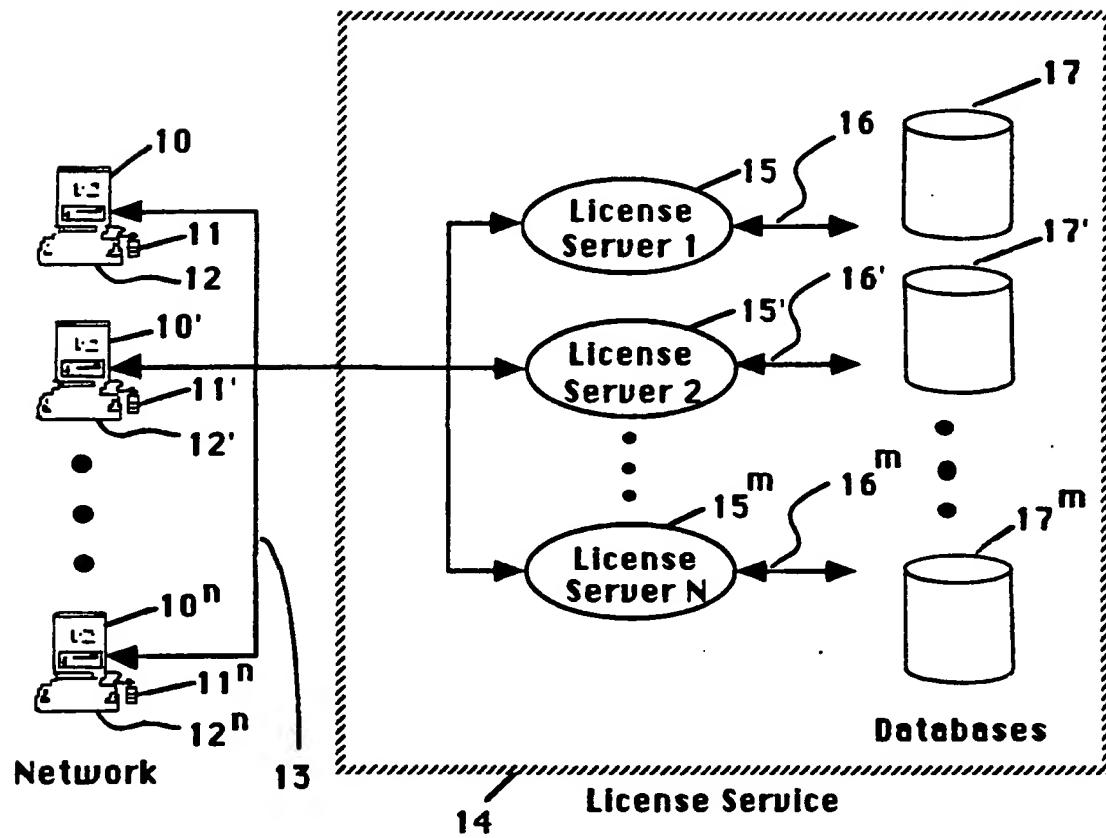 17
10
16
15
License
Server 1
11
17'
12
16'
10'
15'
License
Server 2
11'
12'
16m
15m
17m
License
Server N
10n
11n
12n
Databases
Network
13
License Service
14